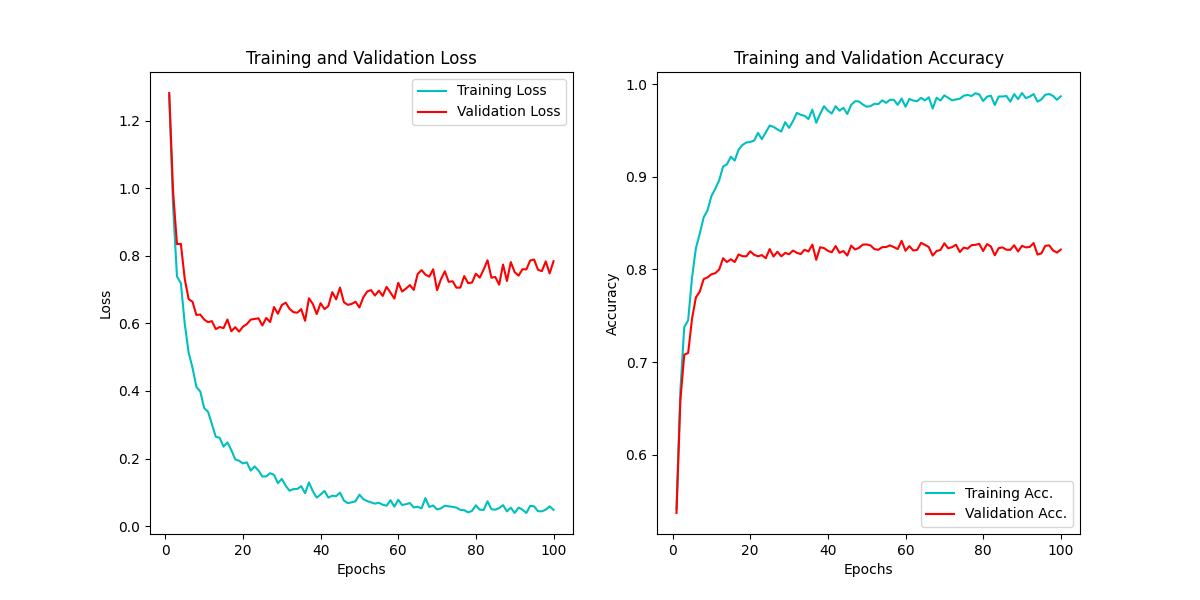 Training and Validation Loss
Training Loss
Validation Loss
1.2
1.0
0.8
0.6
0.4
0.2
0.0
Loss
0 20 40 60 80 100
Epochs
Training and Validation Accuracy
1.0
0.9
0.8
0.7
0.6
Accuracy
Training Acc.
Validation Acc.
0 20 40 60 80 100
Epochs